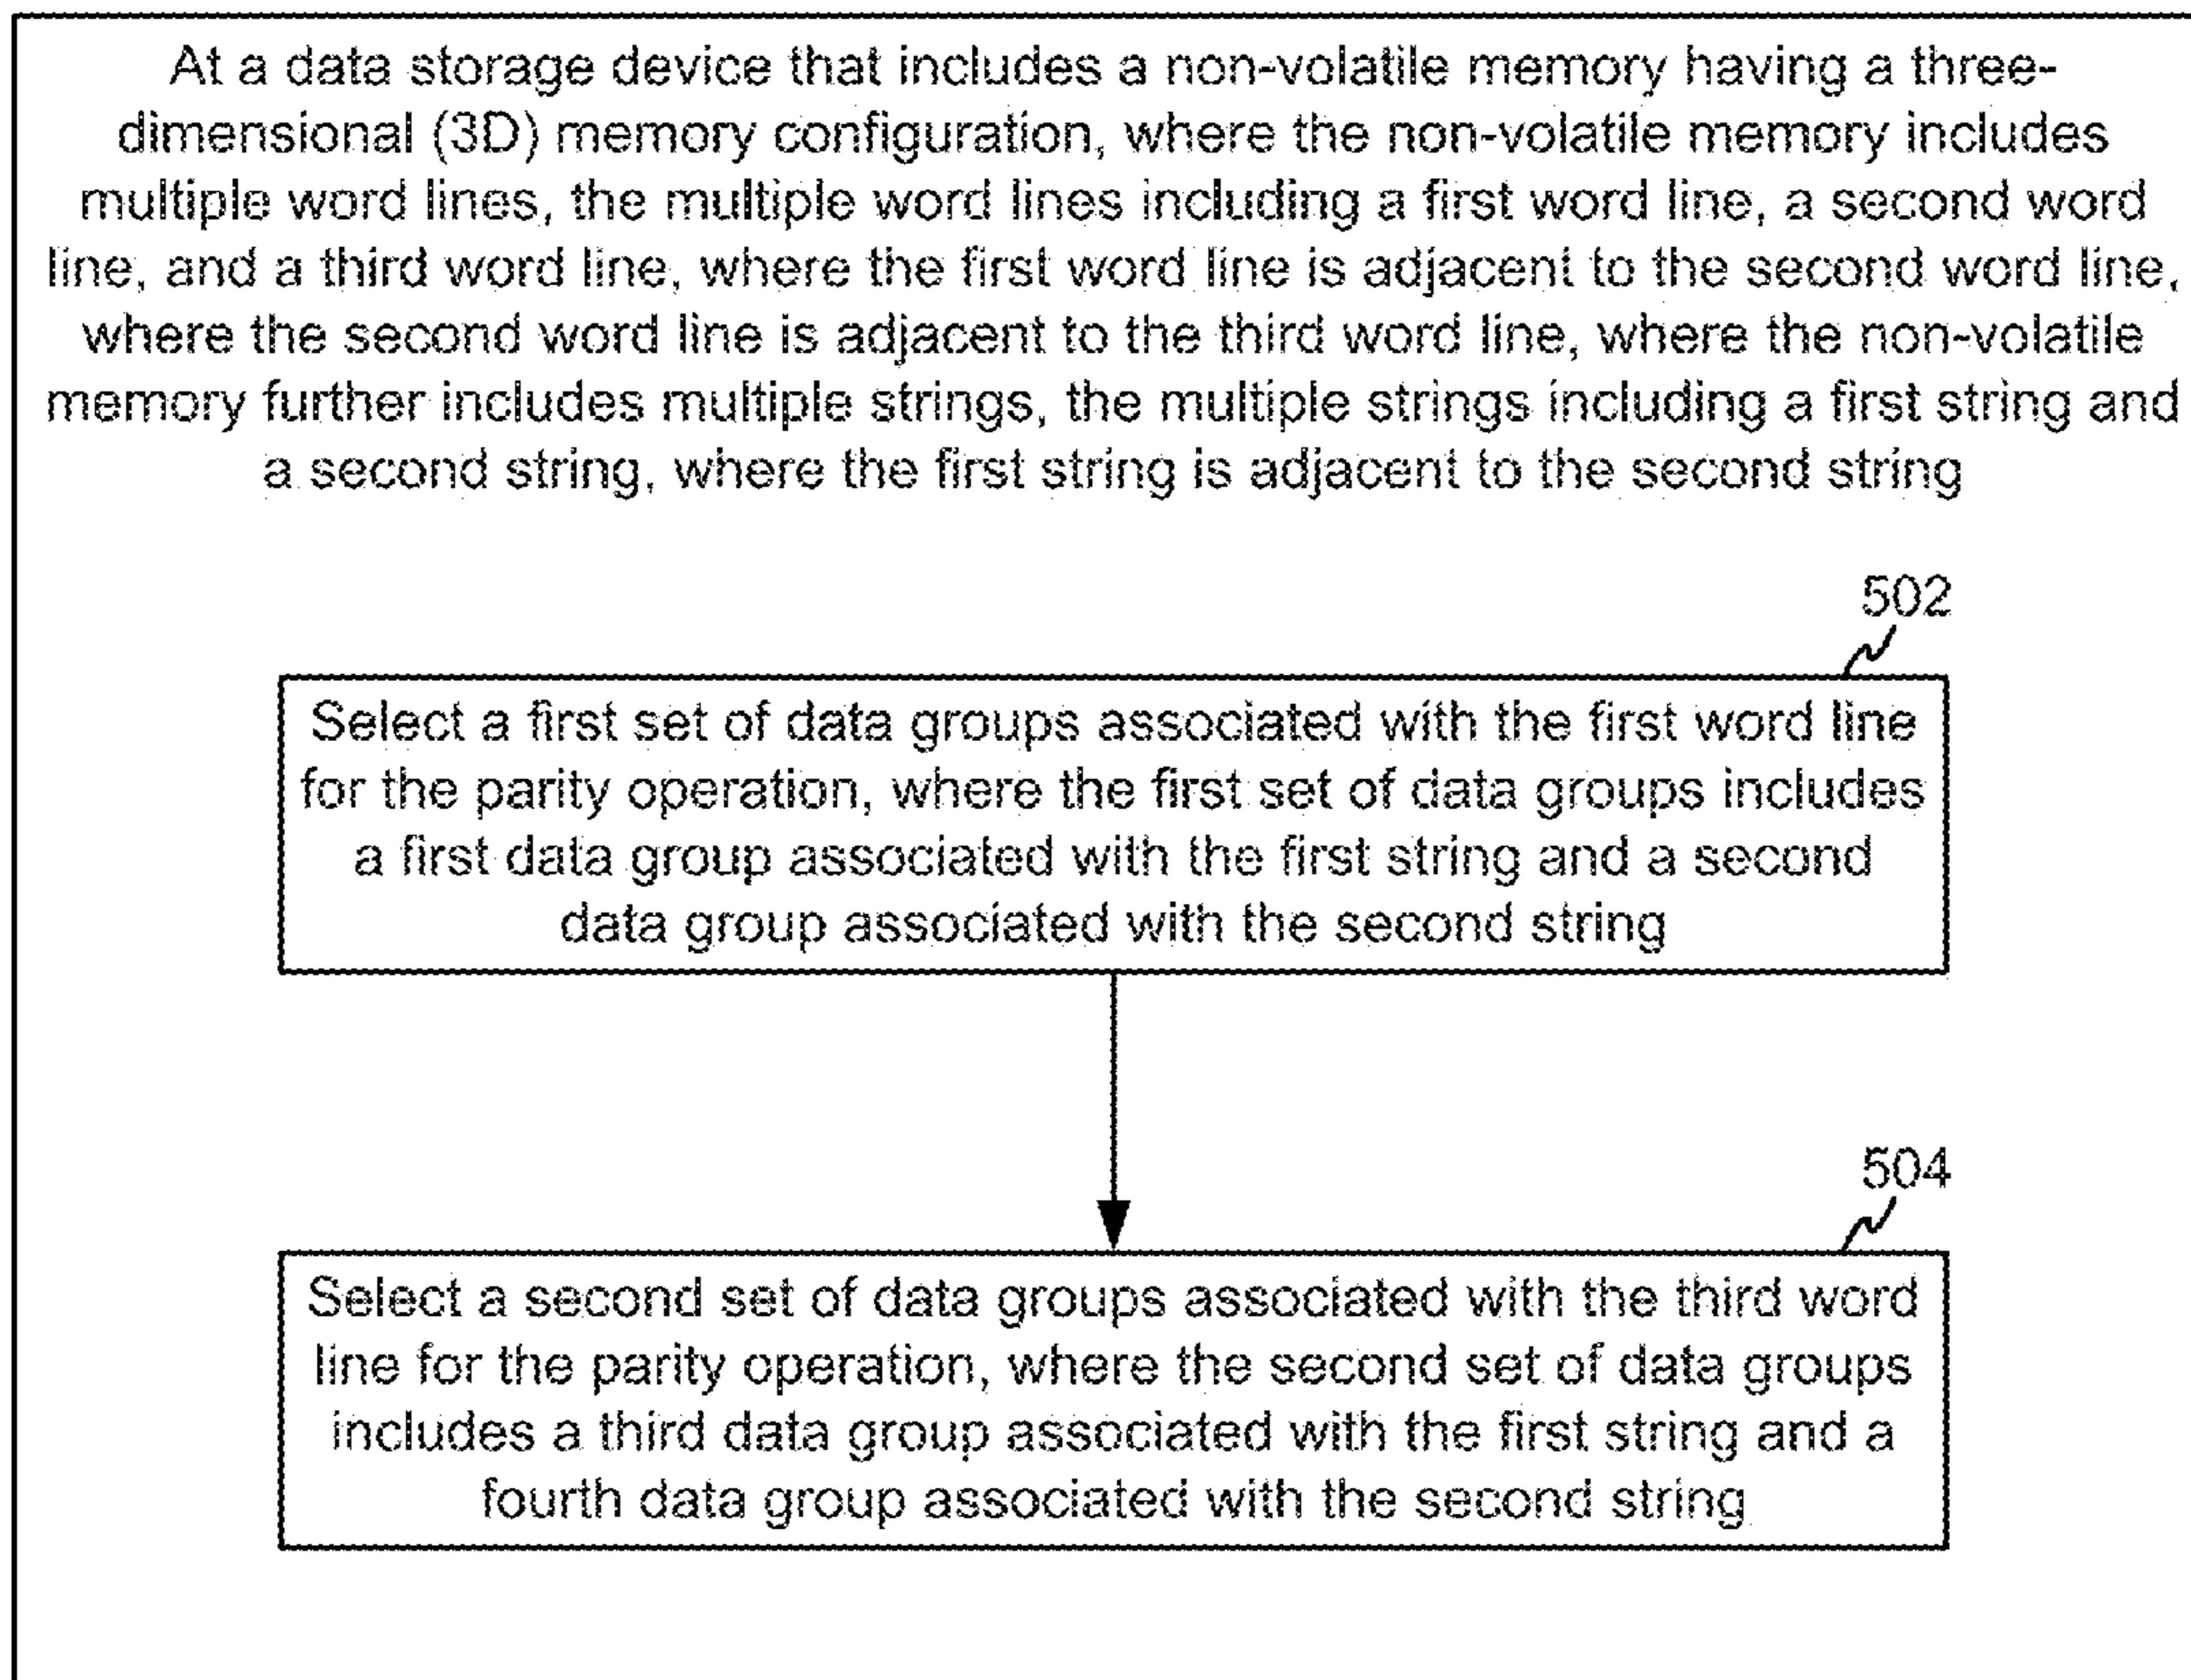 At a data storage device that includes a non-volatile memory having a three-
dimensional (3D) memory configuration, where the non-volatile memory includes
multiple word lines, the multiple word lines including a first word line, a second word
line, and a third word line, where the first word line is adjacent to the second word line,
where the second word line is adjacent to the third word line, where the non-volatile
memory further includes multiple strings, the multiple strings including a first string and
a second string, where the first string is adjacent to the second string
502
Select a first set of data groups associated with the first word line
for the parity operation, where the first set of data groups includes
a first data group associated with the first string and a second
data group associated with the second string
504
Select a second set of data groups associated with the third word
line for the parity operation, where the second set of data groups
includes a third data group associated with the first string and a
fourth data group associated with the second string